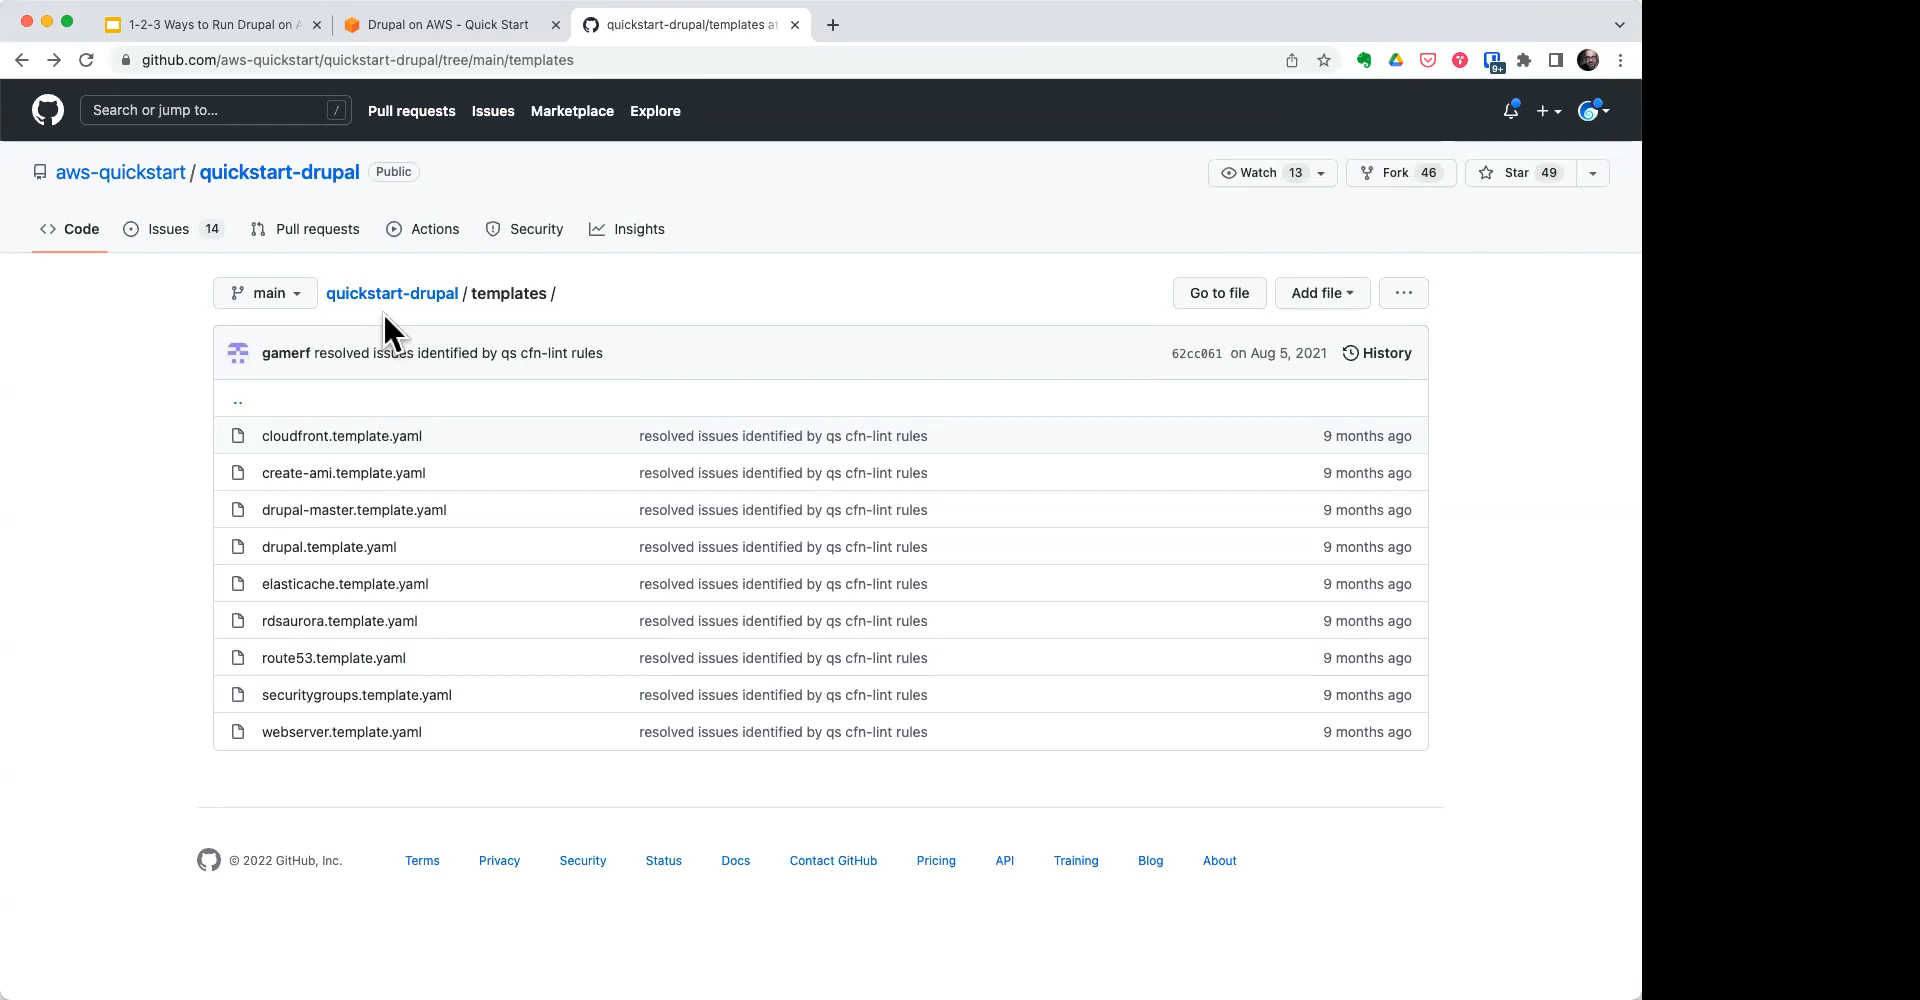 1-2-3 Ways to Run Drupal on A
Drupal on AWS - Quick Start
quickstart-drupal/templates at
github.com/aws-quickstart/quickstart-drupal/tree/main/templates
9+
Search or jump to...
/
Pull requests
Issues
Marketplace
Explore
aws-quickstart / quickstart-drupal
Public
Watch 13
Fork 46
Star 49
Code
Issues 14
Pull requests
Actions
Security
Insights
main
quickstart-drupal / templates /
Go to file
Add file
gamerf resolved issues identified by qs cfn-lint rules
62cc061 on Aug 5, 2021
History
..
cloudfront.template.yaml resolved issues identified by qs cfn-lint rules 9 months ago
create-ami.template.yaml resolved issues identified by qs cfn-lint rules 9 months ago
drupal-master.template.yaml resolved issues identified by qs cfn-lint rules 9 months ago
drupal.template.yaml resolved issues identified by qs cfn-lint rules 9 months ago
elasticache.template.yaml resolved issues identified by qs cfn-lint rules 9 months ago
rdsaurora.template.yaml resolved issues identified by qs cfn-lint rules 9 months ago
route53.template.yaml resolved issues identified by qs cfn-lint rules 9 months ago
securitygroups.template.yaml resolved issues identified by qs cfn-lint rules 9 months ago
webserver.template.yaml resolved issues identified by qs cfn-lint rules 9 months ago
© 2022 GitHub, Inc.
Terms
Privacy
Security
Status
Docs
Contact GitHub
Pricing
API
Training
Blog
About